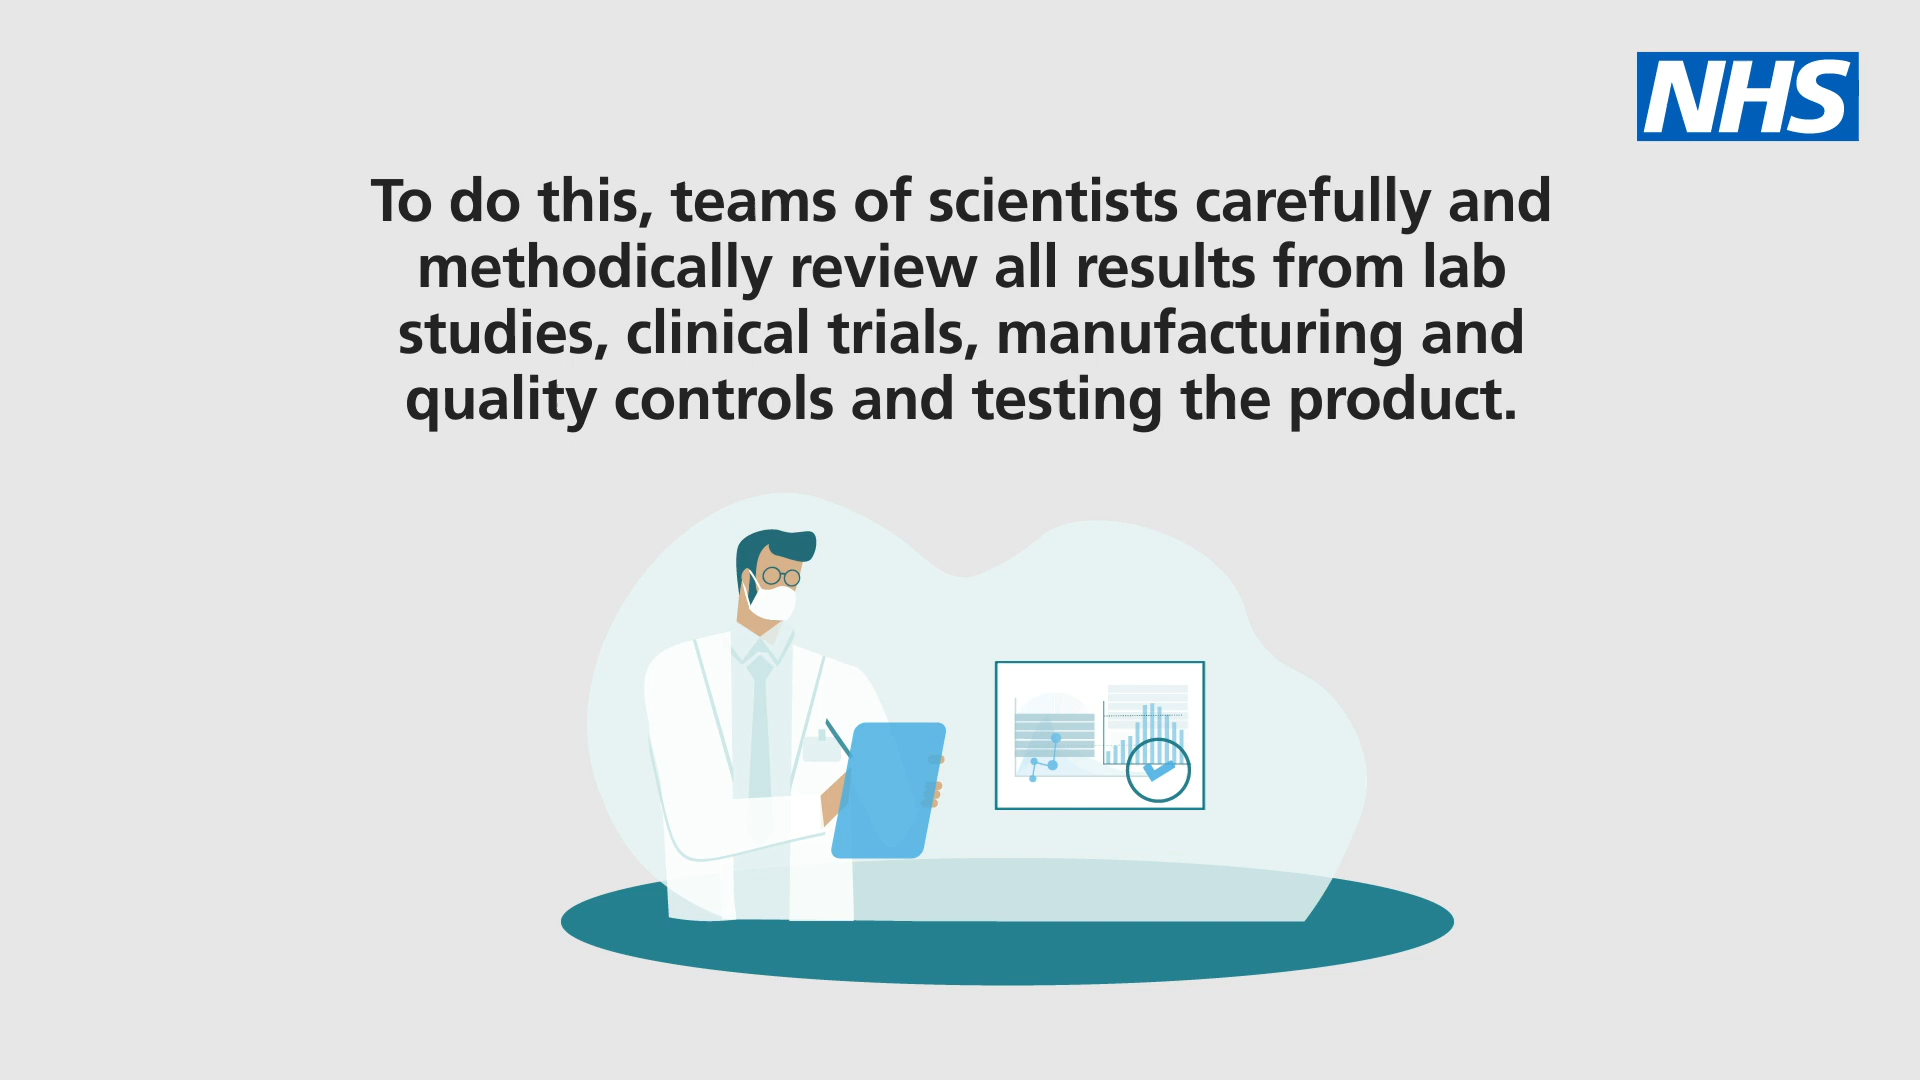 NHS
To do this, teams of scientists carefully and
methodically review all results from lab
studies, clinical trials, manufacturing and
quality controls and testing the product.